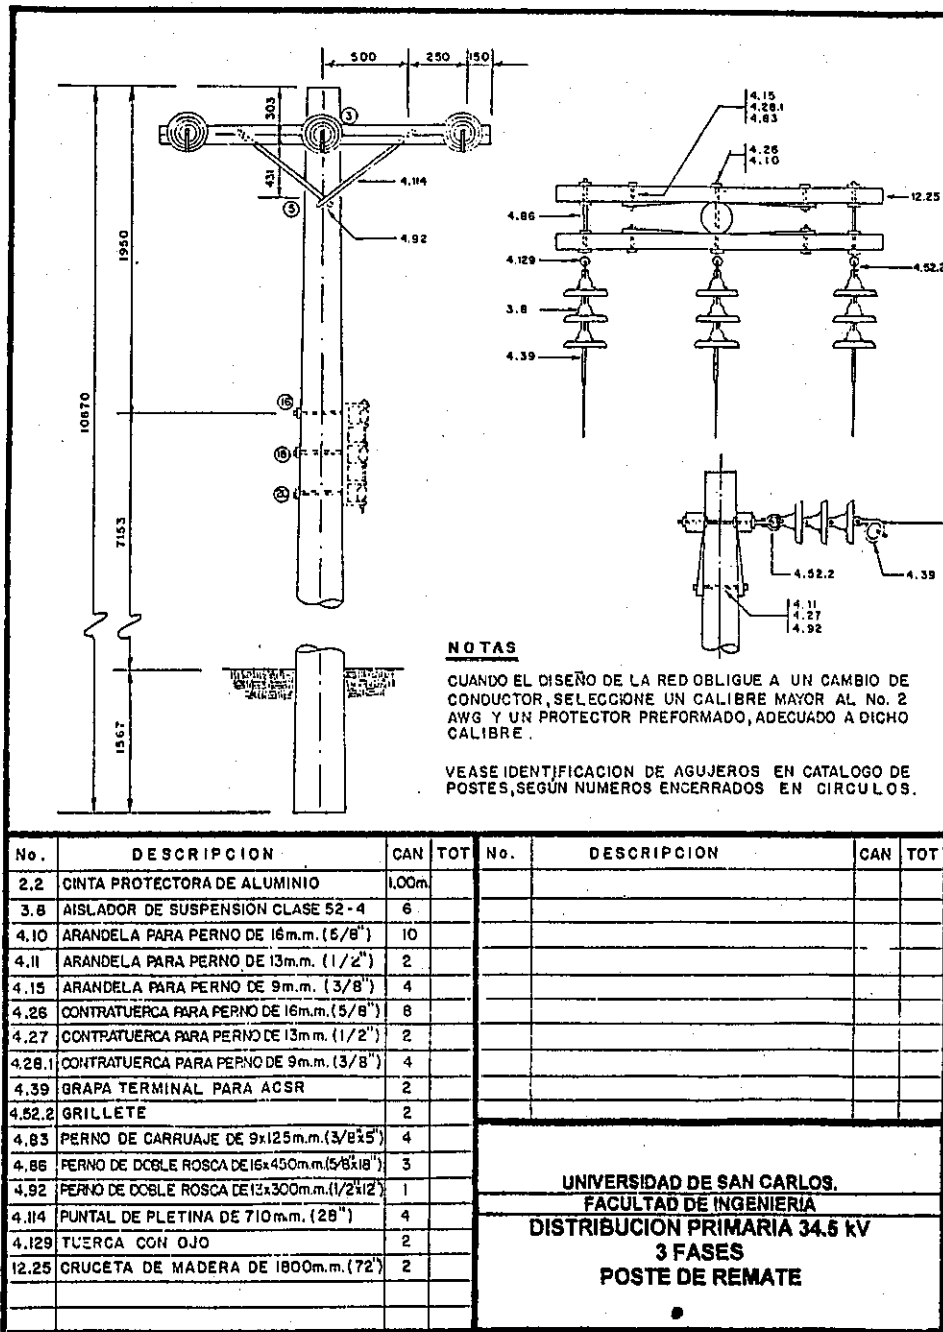 500
250
150
303
431
1950
10670
7153
1567
3
5
16
18
20
4.114
4.92
4.15
4.28.1
4.83
4.26
4.10
12.25
4.86
4.129
4.52.2
3.8
4.39
4.52.2
4.39
4.11
4.27
4.92
NOTAS
CUANDO EL DISEÑO DE LA RED OBLIGUE A UN CAMBIO DE
CONDUCTOR, SELECCIONE UN CALIBRE MAYOR AL No. 2
AWG Y UN PROTECTOR PREFORMADO, ADECUADO A DICHO
CALIBRE.
VEASE IDENTIFICACION DE AGUJEROS EN CATALOGO DE
POSTES, SEGÚN NUMEROS ENCERRADOS EN CIRCULOS.
No. DESCRIPCION CAN TOT
2.2 CINTA PROTECTORA DE ALUMINIO 1.00m.
3.8 AISLADOR DE SUSPENSIÓN CLASE 52-4 6
4.10 ARANDELA PARA PERNO DE 16m.m. (5/8") 10
4.11 ARANDELA PARA PERNO DE 13m.m. (1/2") 2
4.15 ARANDELA PARA PERNO DE 9m.m. (3/8") 4
4.26 CONTRATUERCA PARA PERNO DE 16m.m. (5/8") 8
4.27 CONTRATUERCA PARA PERNO DE 13m.m. (1/2") 2
4.28.1 CONTRATUERCA PARA PERNO DE 9m.m. (3/8") 4
4.39 GRAPA TERMINAL PARA ACSR 2
4.52.2 GRILLETE 2
4.83 PERNO DE CARRUAJE DE 9x125m.m. (3/8"x5") 4
4.86 PERNO DE DOBLE ROSCA DE 16x450m.m. (5/8"x18") 3
4.92 PERNO DE DOBLE ROSCA DE 13x300m.m. (1/2"x12") 1
4.114 PUNTAL DE PLETINA DE 710m.m. (28") 4
4.129 TUERCA CON OJO 2
12.25 CRUCETA DE MADERA DE 1800m.m. (72") 2
No. DESCRIPCION CAN TOT
UNIVERSIDAD DE SAN CARLOS.
FACULTAD DE INGENIERIA
DISTRIBUCION PRIMARIA 34.5 kV
3 FASES
POSTE DE REMATE